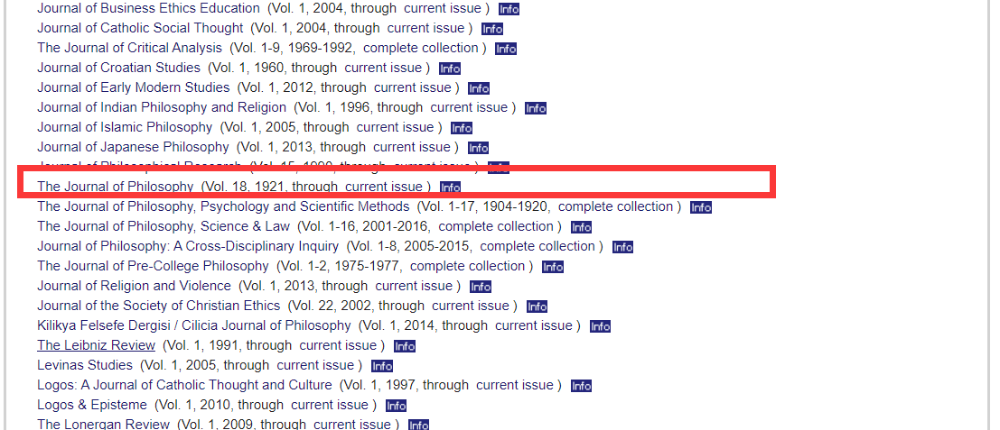 Journal of Business Ethics Education (Vol. 1, 2004, through current issue ) Info
Journal of Catholic Social Thought (Vol. 1, 2004, through current issue ) Info
The Journal of Critical Analysis (Vol. 1-9, 1969-1992, complete collection ) Info
Journal of Croatian Studies (Vol. 1, 1960, through current issue ) Info
Journal of Early Modern Studies (Vol. 1, 2012, through current issue ) Info
Journal of Indian Philosophy and Religion (Vol. 1, 1996, through current issue ) Info
Journal of Islamic Philosophy (Vol. 1, 2005, through current issue ) Info
Journal of Japanese Philosophy (Vol. 1, 2013, through current issue ) Info
Journal of Philosophical Research (Vol. 15, 1990, through current issue ) Info
The Journal of Philosophy (Vol. 18, 1921, through current issue ) Info
The Journal of Philosophy, Psychology and Scientific Methods (Vol. 1-17, 1904-1920, complete collection ) Info
The Journal of Philosophy, Science & Law (Vol. 1-16, 2001-2016, complete collection ) Info
Journal of Philosophy: A Cross-Disciplinary Inquiry (Vol. 1-8, 2005-2015, complete collection ) Info
The Journal of Pre-College Philosophy (Vol. 1-2, 1975-1977, complete collection ) Info
Journal of Religion and Violence (Vol. 1, 2013, through current issue ) Info
Journal of the Society of Christian Ethics (Vol. 22, 2002, through current issue ) Info
Kilikya Felsefe Dergisi / Cilicia Journal of Philosophy (Vol. 1, 2014, through current issue ) Info
The Leibniz Review (Vol. 1, 1991, through current issue ) Info
Levinas Studies (Vol. 1, 2005, through current issue ) Info
Logos: A Journal of Catholic Thought and Culture (Vol. 1, 1997, through current issue ) Info
Logos & Episteme (Vol. 1, 2010, through current issue ) Info
The Lonergan Review (Vol. 1, 2009, through current issue ) Info